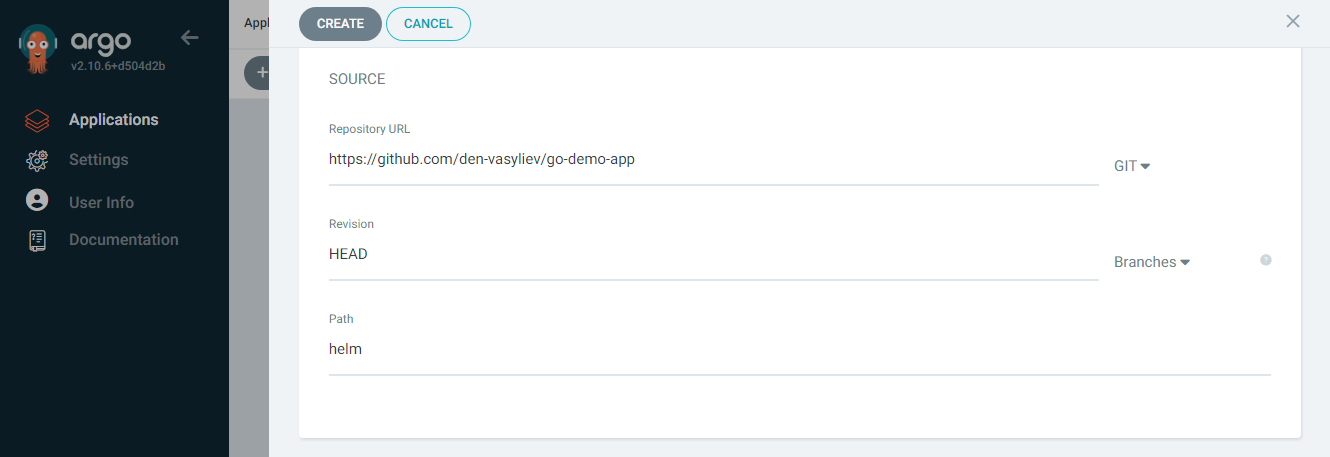 argo
v2.10.6+d504d2b
Applications
Settings
User Info
Documentation
Appl
+
CREATE
CANCEL
SOURCE
Repository URL
https://github.com/den-vasyliev/go-demo-app
GIT
Revision
HEAD
Branches
?
Path
helm